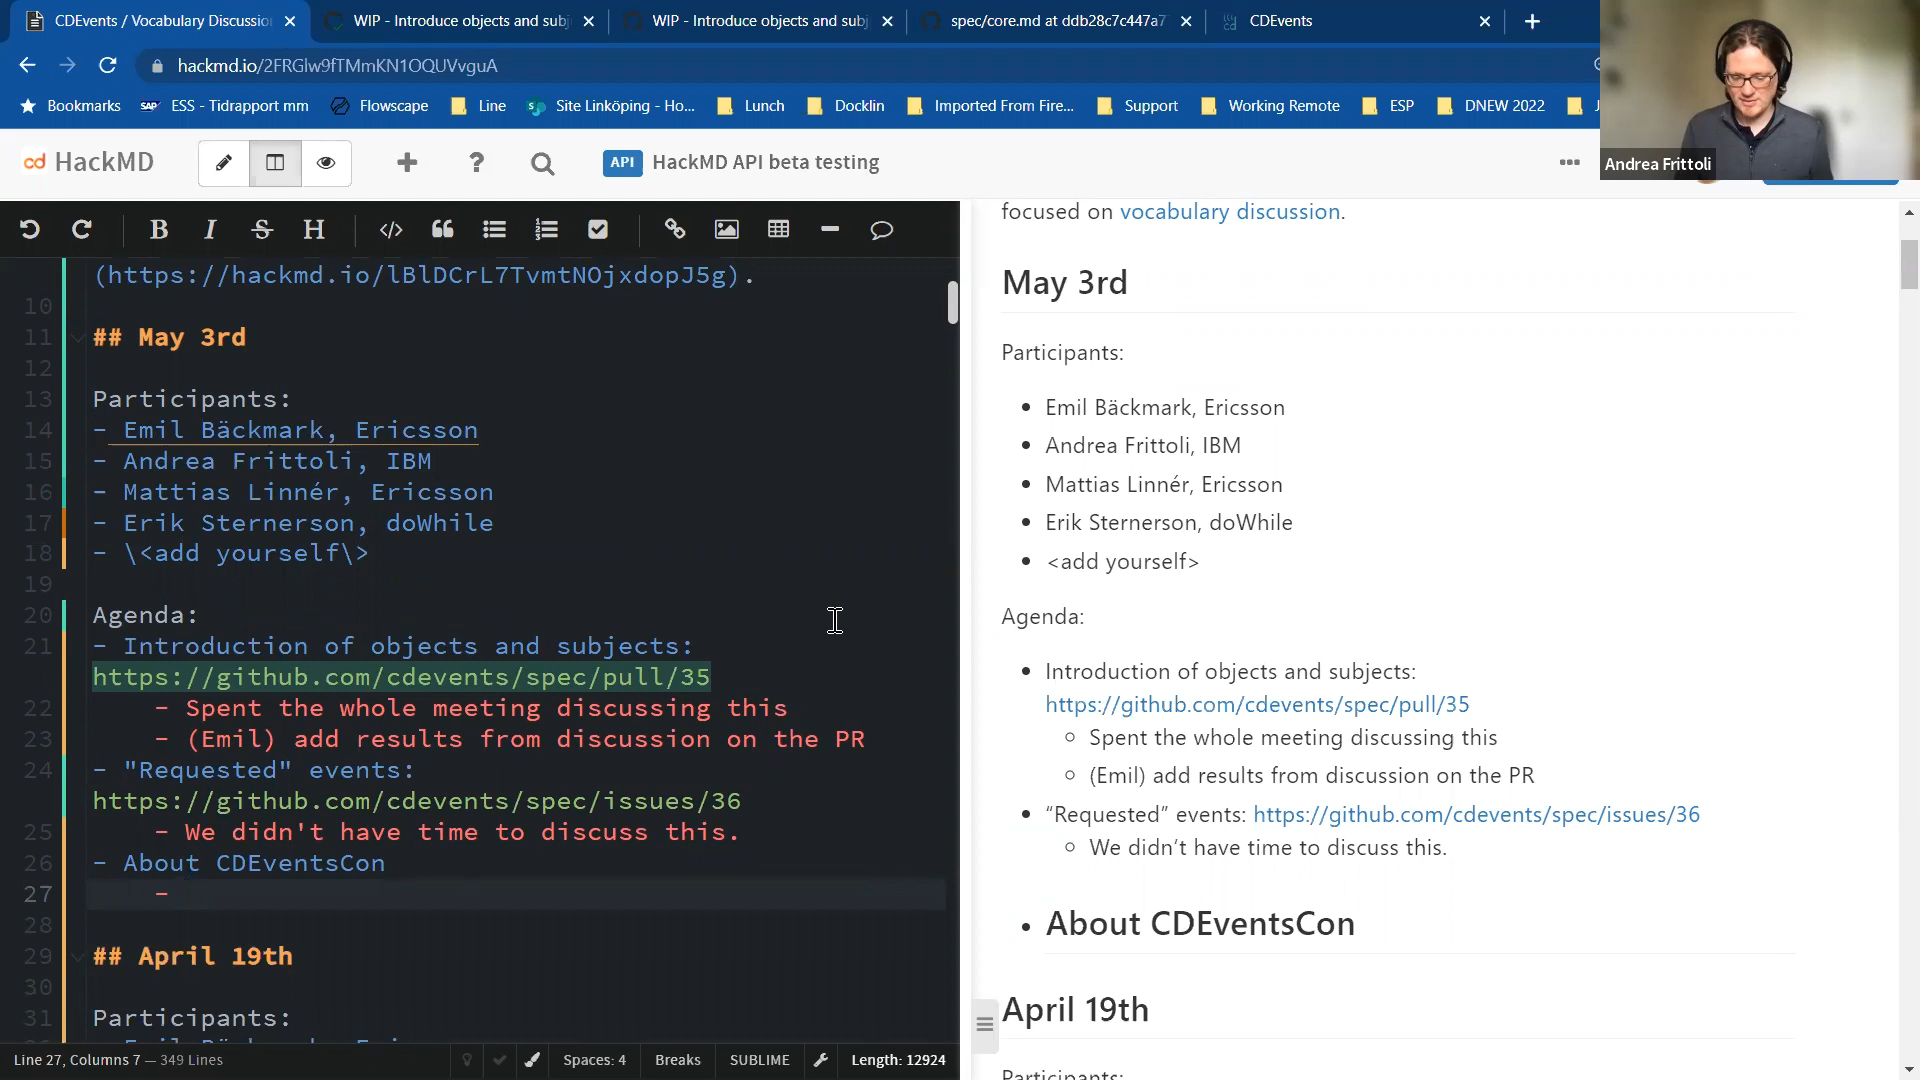 CDEvents / Vocabulary Discussio
WIP - Introduce objects and subj
WIP - Introduce objects and subj
spec/core.md at ddb28c7c447a7
CDEvents
hackmd.io/2FRGlw9fTMmKN1OQUVvguA
Bookmarks
ESS - Tidrapport mm
Flowscape
Line
Site Linköping - Ho...
Lunch
Docklin
Imported From Fire...
Support
Working Remote
ESP
DNEW 2022
Andrea Frittoli
cd HackMD
API HackMD API beta testing
(https://hackmd.io/lBlDCrL7TvmtNOjxdopJ5g).
10
11 ## May 3rd
12
13 Participants:
14 - Emil Bäckmark, Ericsson
15 - Andrea Frittoli, IBM
16 - Mattias Linnér, Ericsson
17 - Erik Sternerson, doWhile
18 - \<add yourself\>
19
20 Agenda:
21 - Introduction of objects and subjects:
https://github.com/cdevents/spec/pull/35
22 - Spent the whole meeting discussing this
23 - (Emil) add results from discussion on the PR
24 - "Requested" events:
https://github.com/cdevents/spec/issues/36
25 - We didn't have time to discuss this.
26 - About CDEventsCon
27 -
28
29 ## April 19th
30
31 Participants:
Line 27, Columns 7 — 349 Lines
Spaces: 4
Breaks
SUBLIME
Length: 12924
focused on vocabulary discussion.
May 3rd
Participants:
• Emil Bäckmark, Ericsson
• Andrea Frittoli, IBM
• Mattias Linnér, Ericsson
• Erik Sternerson, doWhile
• <add yourself>
Agenda:
• Introduction of objects and subjects:
https://github.com/cdevents/spec/pull/35
◦ Spent the whole meeting discussing this
◦ (Emil) add results from discussion on the PR
• “Requested” events: https://github.com/cdevents/spec/issues/36
◦ We didn’t have time to discuss this.
• About CDEventsCon
April 19th
Participants: